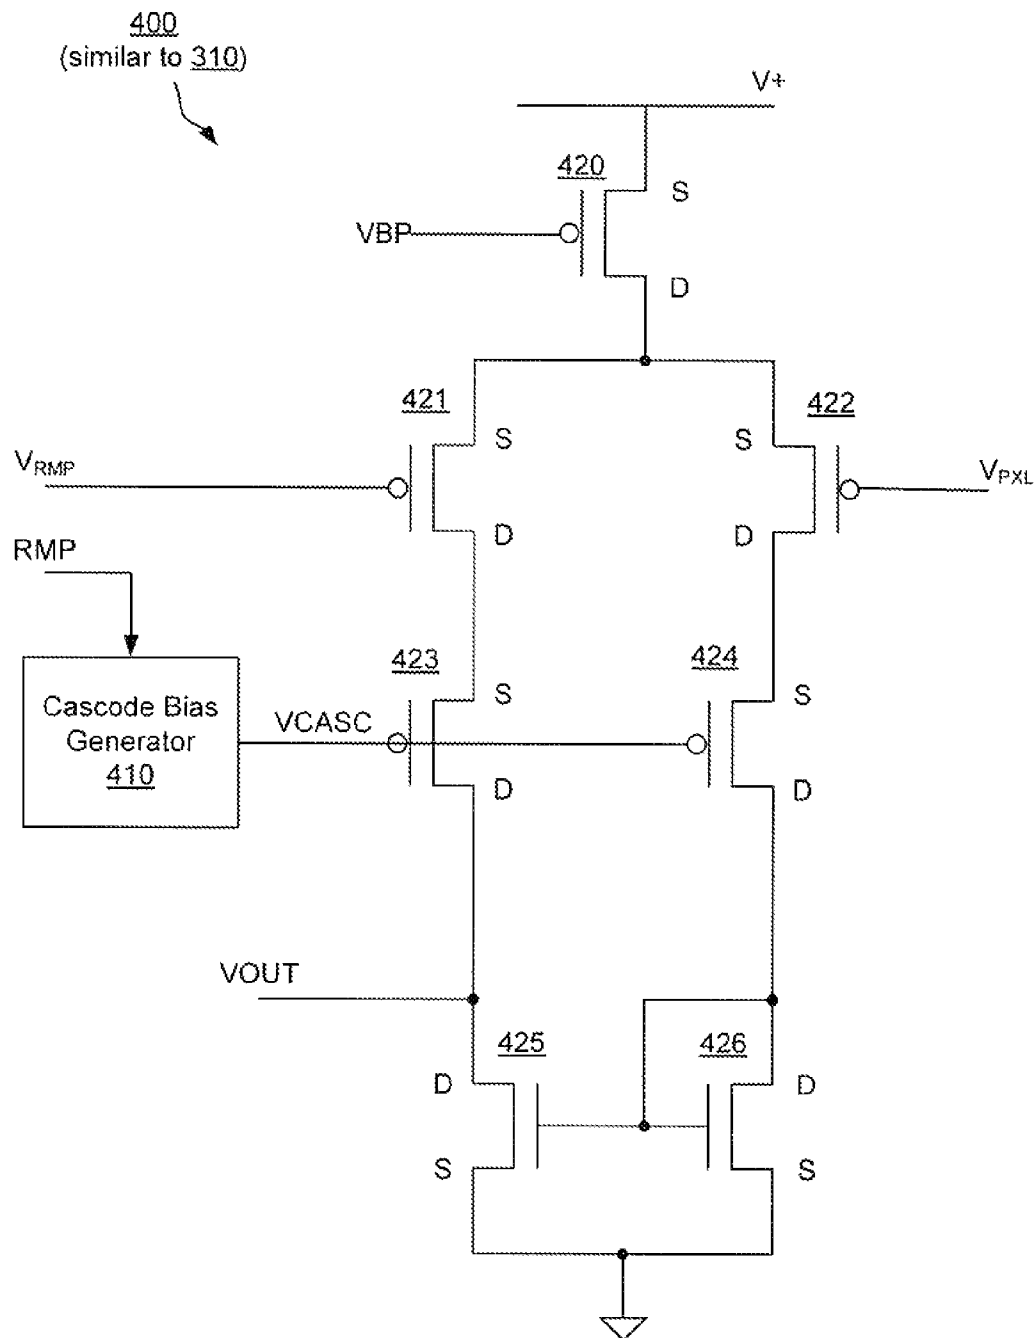 400
(similar to 310)
V+
420
S
VBP
D
421
422
S
S
VRMP
VPXL
D
D
RMP
423
424
S
S
Cascode Bias
Generator
410
VCASC
D
D
VOUT
425
426
D
D
S
S